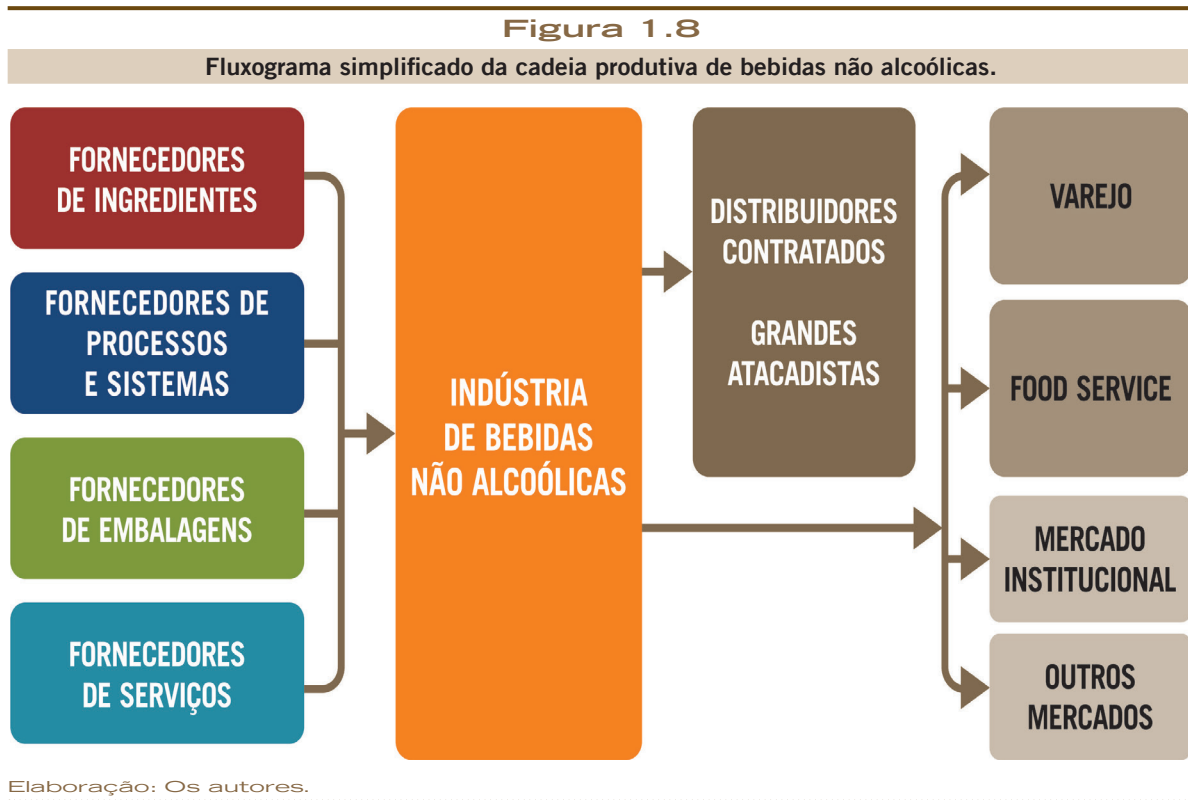 Figura 1.8
Fluxograma simplificado da cadeia produtiva de bebidas não alcoólicas.
FORNECEDORES
DE INGREDIENTES
FORNECEDORES DE
PROCESSOS
E SISTEMAS
FORNECEDORES
DE EMBALAGENS
FORNECEDORES
DE SERVIÇOS
INDÚSTRIA
DE BEBIDAS
NÃO ALCOÓLICAS
DISTRIBUIDORES
CONTRATADOS
GRANDES
ATACADISTAS
VAREJO
FOOD SERVICE
MERCADO
INSTITUCIONAL
OUTROS
MERCADOS
Elaboração: Os autores.